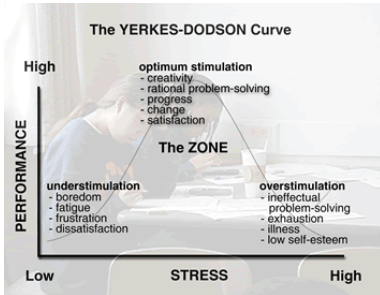 The YERKES-DODSON Curve
High
optimum stimulation
- creativity
- rational problem-solving
- progress
- change
- satisfaction
The ZONE
PERFORMANCE
understimulation
- boredom
- fatigue
- frustration
- dissatisfaction
overstimulation
- ineffectual
problem-solving
- exhaustion
- illness
- low self-esteem
Low
STRESS
High